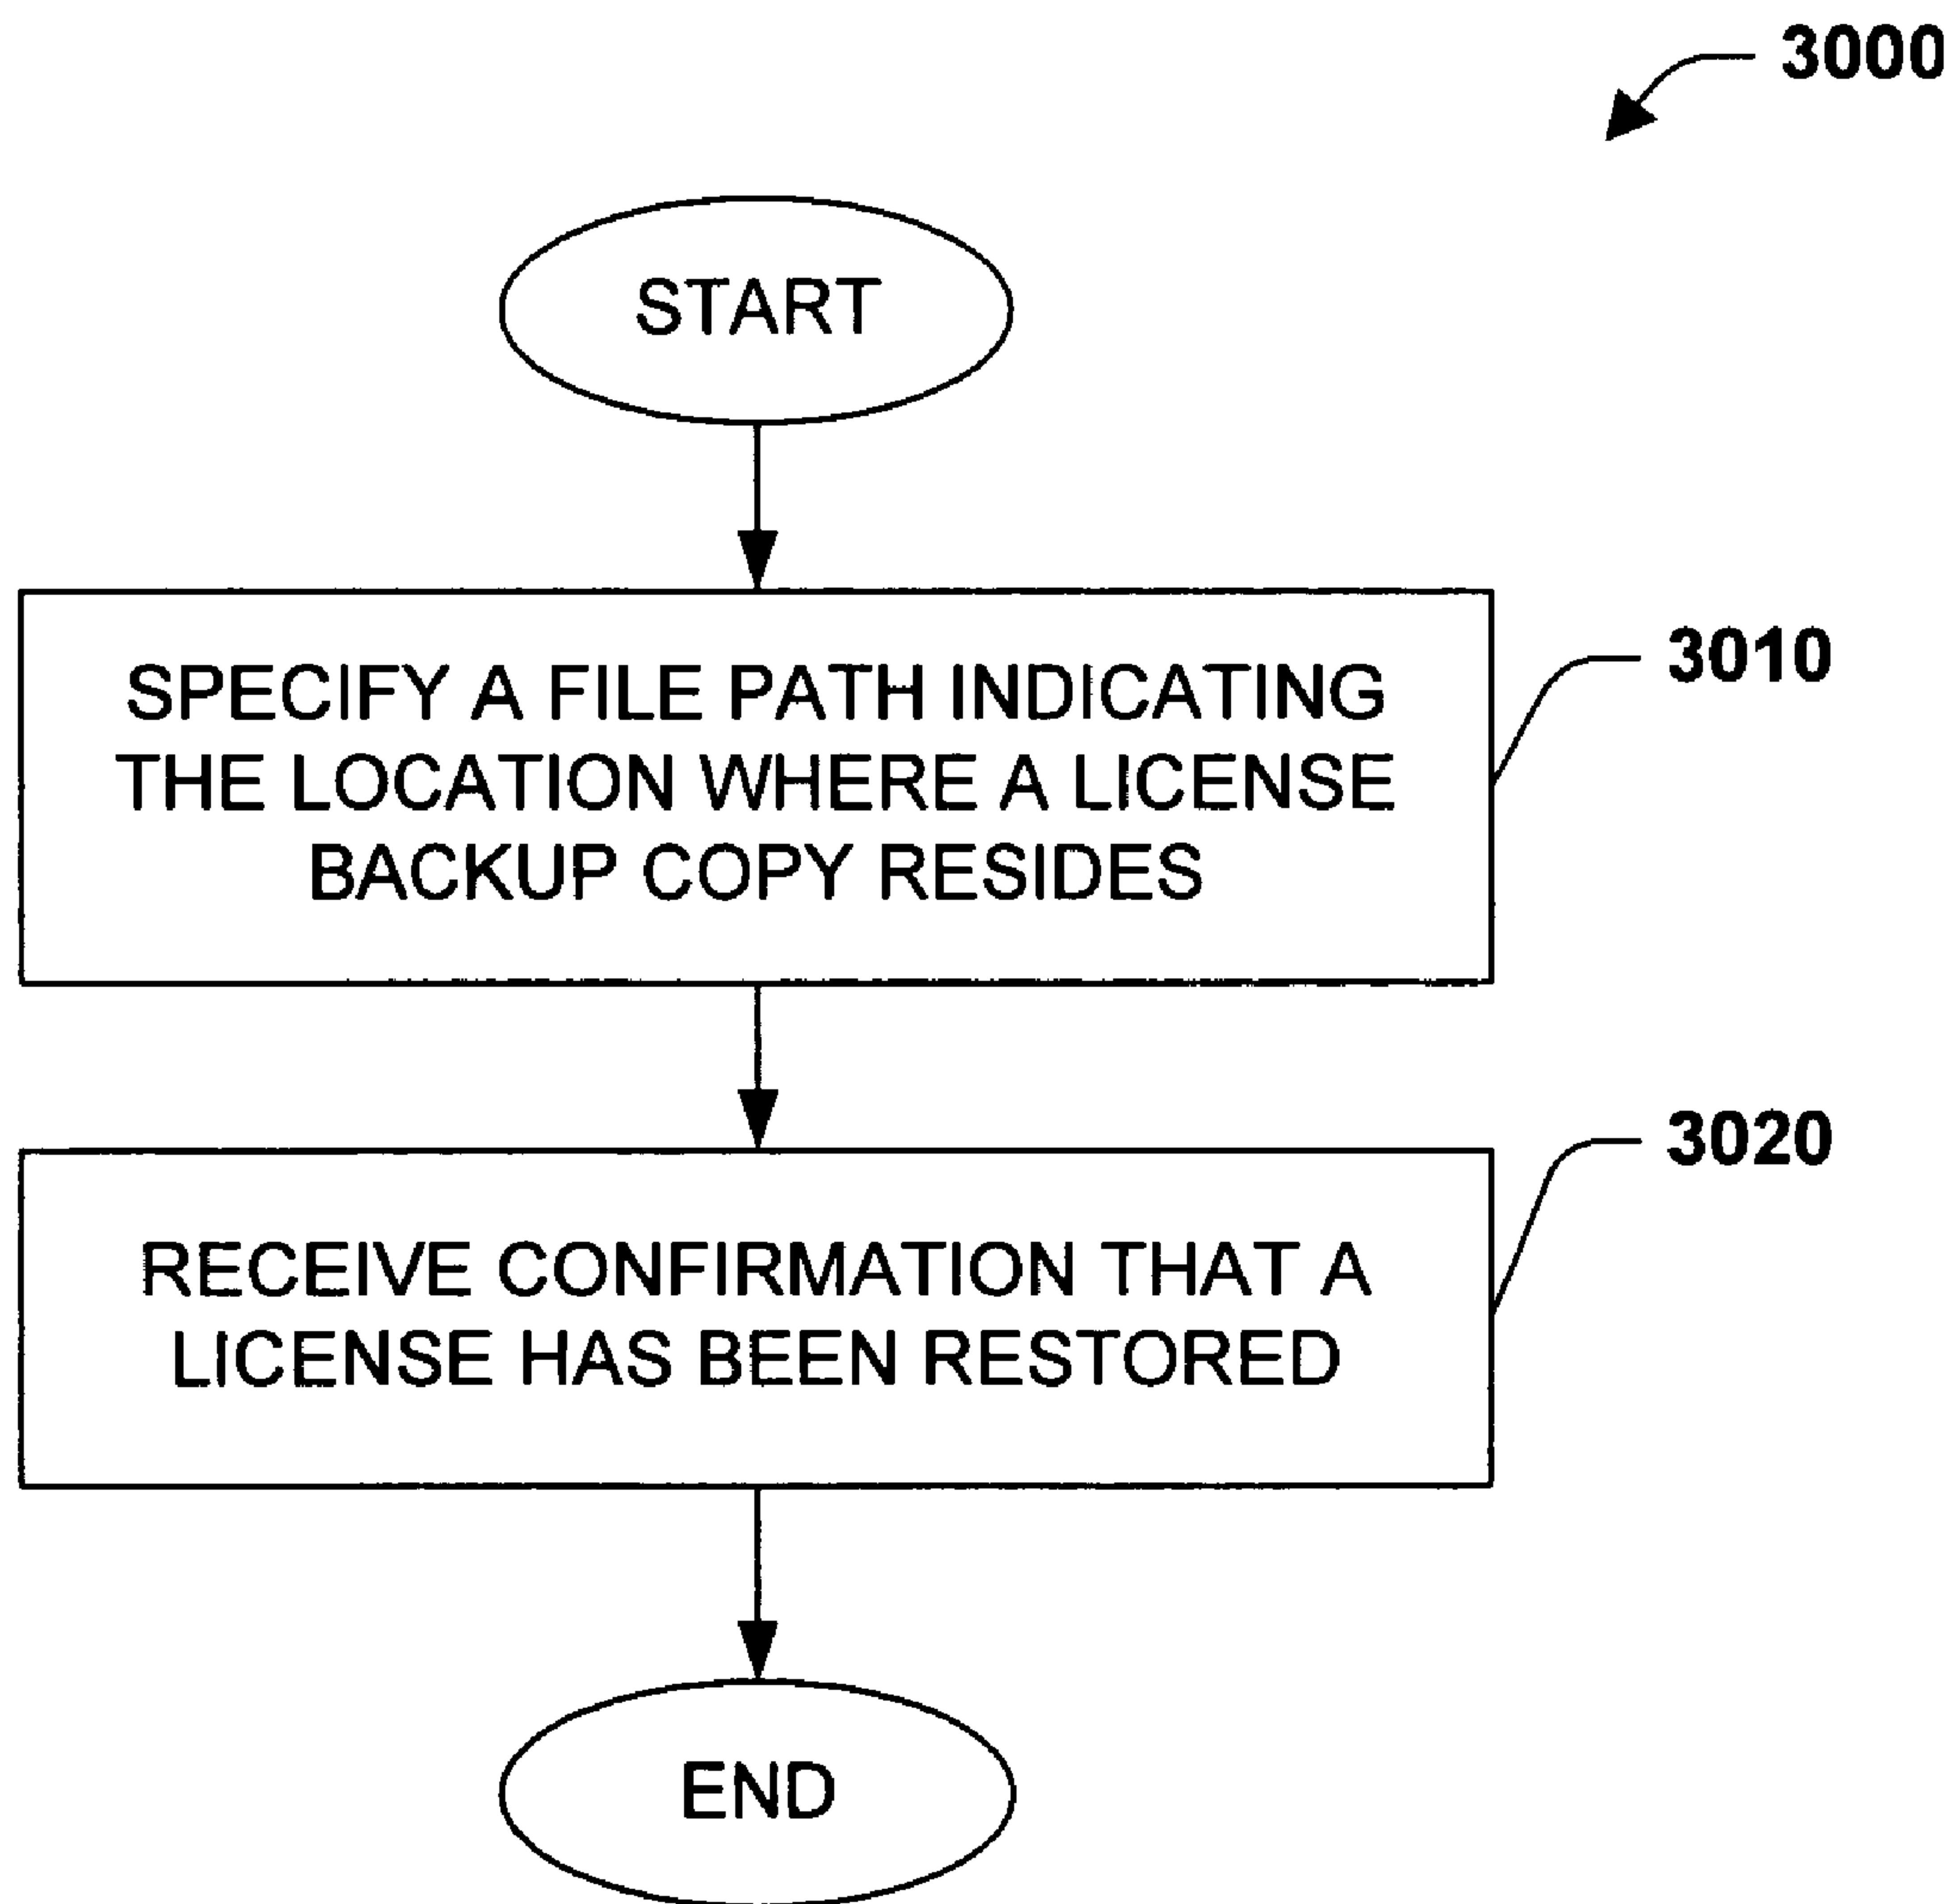 3000
START
SPECIFY A FILE PATH INDICATING
THE LOCATION WHERE A LICENSE
BACKUP COPY RESIDES
3010
RECEIVE CONFIRMATION THAT A
LICENSE HAS BEEN RESTORED
3020
END